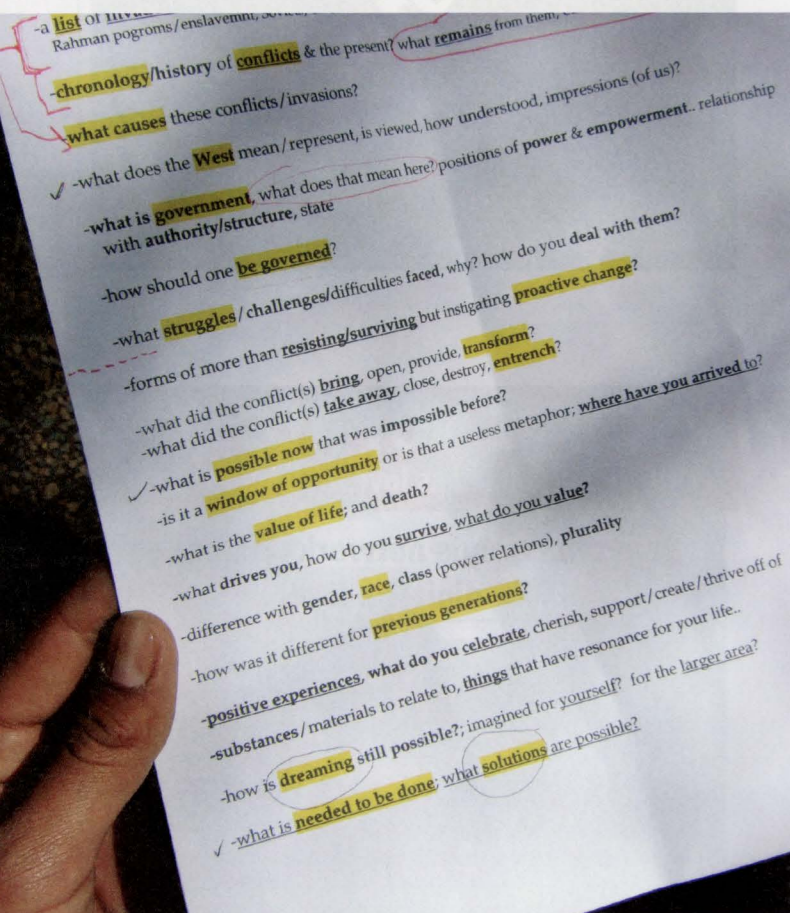 -a list of invasions
Rahman pogroms/enslavemnt,
-chronology/history of conflicts & the present? what remains from them,
-what causes these conflicts/invasions?
-what does the West mean/represent, is viewed, how understood, impressions (of us)?
-what is government, what does that mean here? positions of power & empowerment.. relationship
with authority/structure, state
-how should one be governed?
-what struggles/challenges/difficulties faced, why? how do you deal with them?
-forms of more than resisting/surviving but instigating proactive change?
-what did the conflict(s) bring, open, provide, transform?
-what did the conflict(s) take away, close, destroy, entrench?
-what is possible now that was impossible before?
-is it a window of opportunity or is that a useless metaphor; where have you arrived to?
-what is the value of life; and death?
-what drives you, how do you survive, what do you value?
-difference with gender, race, class (power relations), plurality
-how was it different for previous generations?
-positive experiences, what do you celebrate, cherish, support/create/thrive off of
-substances/materials to relate to, things that have resonance for your life..
-how is dreaming still possible?; imagined for yourself? for the larger area?
-what is needed to be done; what solutions are possible?